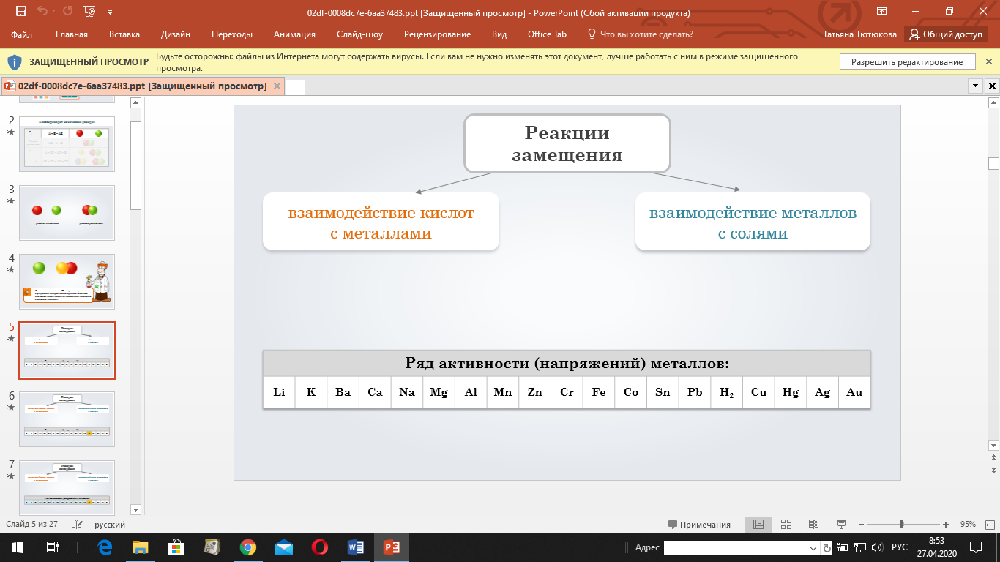 02df-0008dc7e-6aa37483.ppt [Защищенный просмотр] - PowerPoint (Сбой активации продукта)
Файл Главная Вставка Дизайн Переходы Анимация Слайд-шоу Рецензирование Вид Office Tab Что вы хотите сделать? Татьяна Тютюкова Общий доступ
ЗАЩИЩЕННЫЙ ПРОСМОТР Будьте осторожны: файлы из Интернета могут содержать вирусы. Если вам не нужно изменять этот документ, лучше работать с ним в режиме защищенного
просмотра.
Разрешить редактирование
02df-0008dc7e-6aa37483.ppt [Защищенный просмотр]
2
3
4
5
6
7
Реакции
замещения
взаимодействие кислот
с металлами
взаимодействие металлов
с солями
Ряд активности (напряжений) металлов:
Li K Ba Ca Na Mg Al Mn Zn Cr Fe Co Sn Pb H₂ Cu Hg Ag Au
Слайд 5 из 27 русский Примечания 95%
Адрес РУС 8:53
27.04.2020